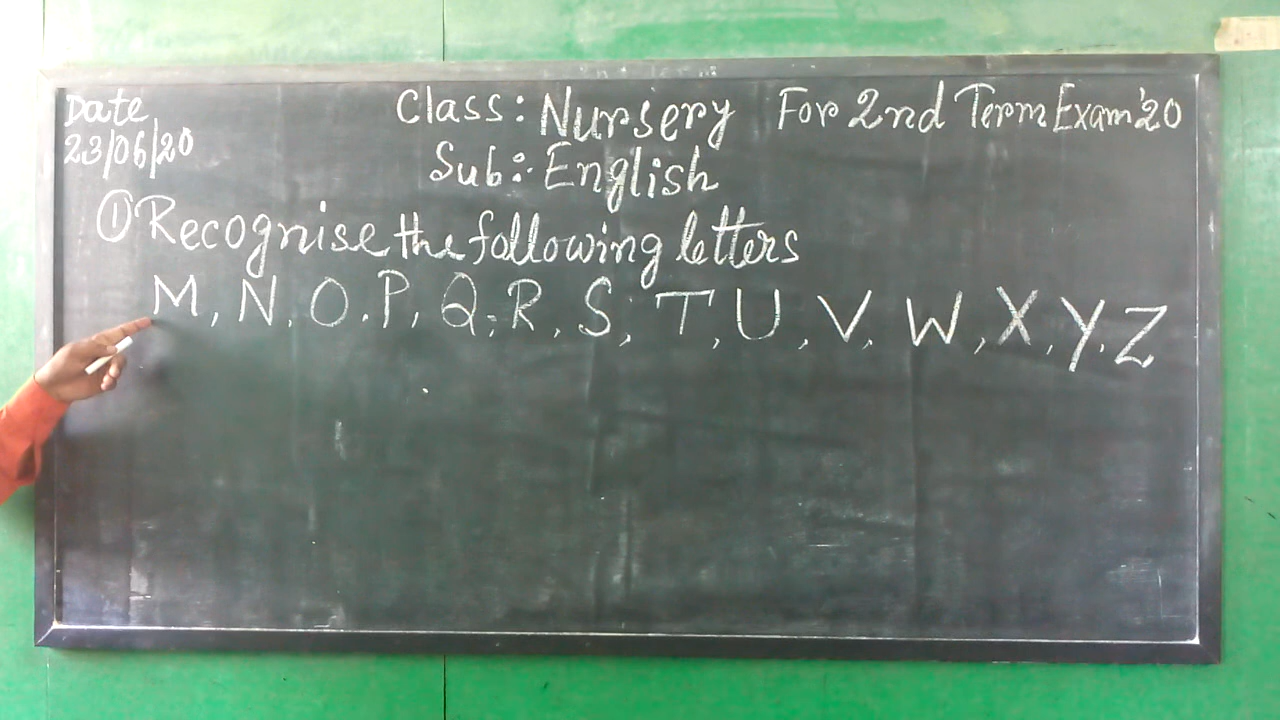 Date
23/06/20
Class: Nursery For 2nd Term Exam'20
Sub: English
① Recognise the following letters
M, N, O, P, Q, R, S, T, U, V, W, X, Y, Z